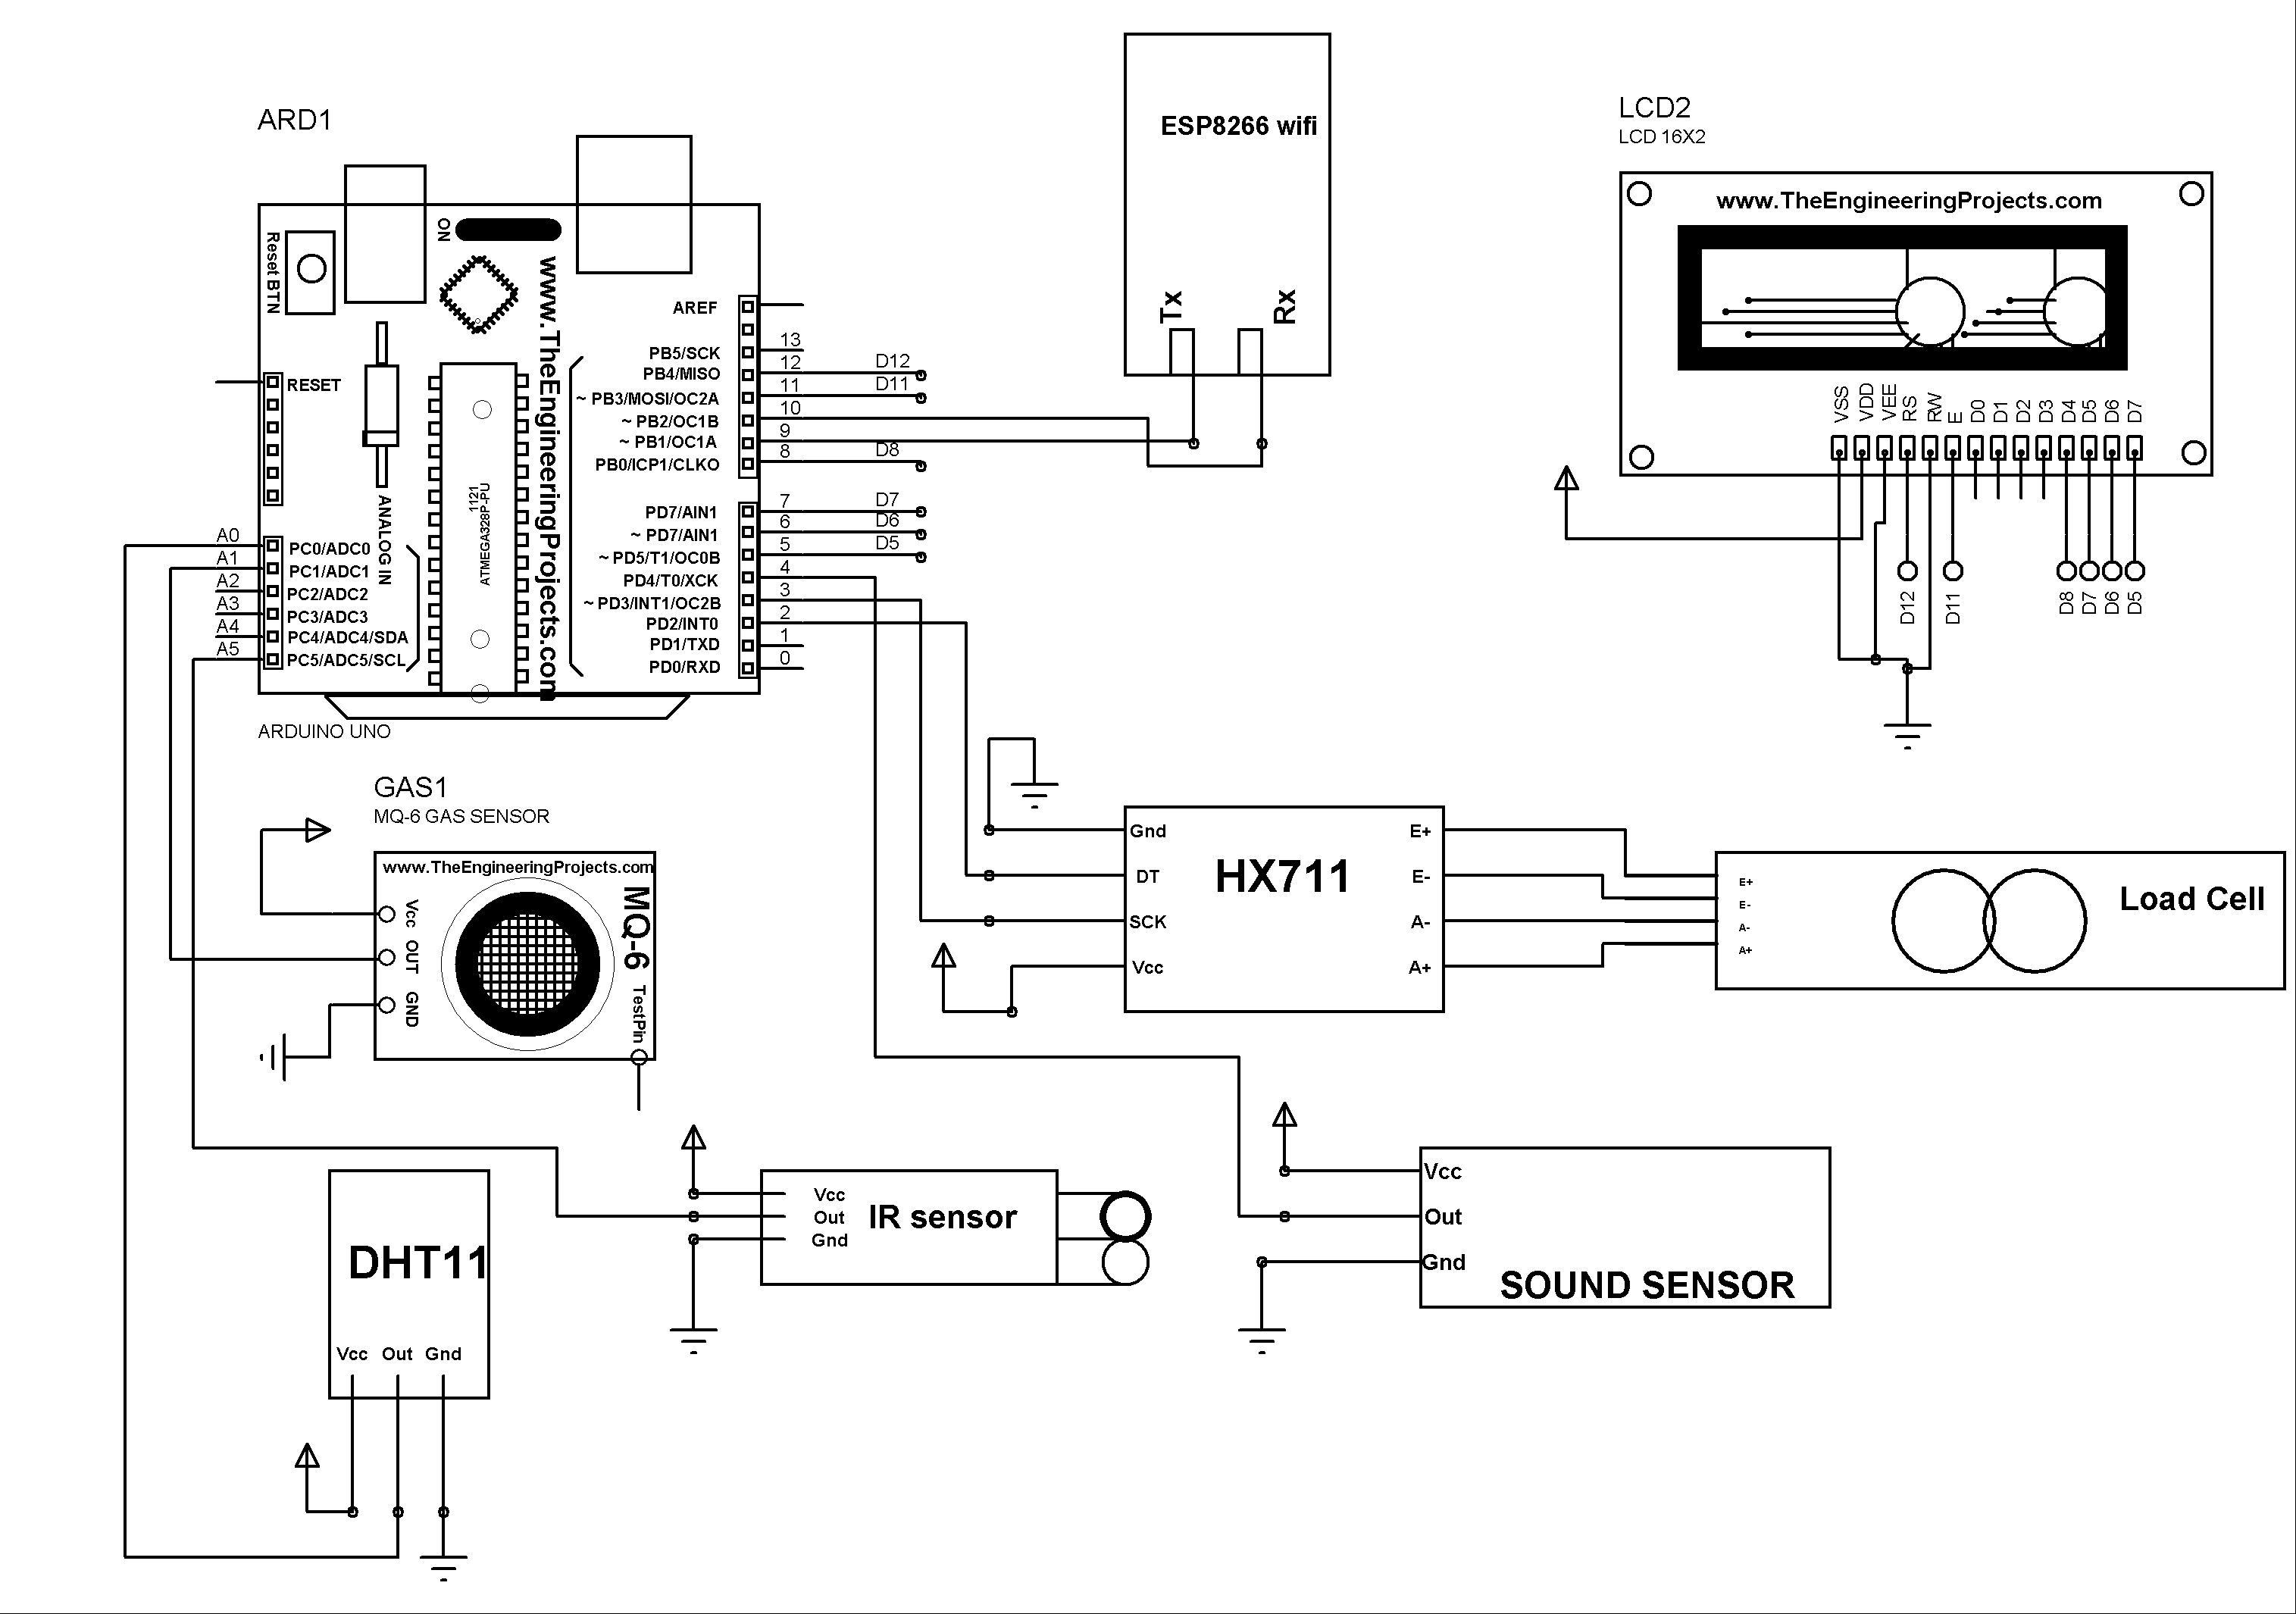 ARD1
ON
Reset BTN
www.TheEngineeringProjects.com
AREF
RESET
13
PB5/SCK
12
PB4/MISO
D12
11
~ PB3/MOSI/OC2A
D11
10
~ PB2/OC1B
9
~ PB1/OC1A
8
PB0/ICP1/CLKO
D8
7
PD7/AIN1
D7
6
~ PD7/AIN1
D6
5
~ PD5/T1/OC0B
D5
4
PD4/T0/XCK
3
~ PD3/INT1/OC2B
2
PD2/INT0
1
PD1/TXD
0
PD0/RXD
1121
ATMEGA328P-PU
ANALOG IN
A0
PC0/ADC0
A1
PC1/ADC1
A2
PC2/ADC2
A3
PC3/ADC3
A4
PC4/ADC4/SDA
A5
PC5/ADC5/SCL
ARDUINO UNO
ESP8266 wifi
Tx
Rx
LCD2
LCD 16X2
www.TheEngineeringProjects.com
VSS
VDD
VEE
RS
RW
E
D0
D1
D2
D3
D4
D5
D6
D7
D12
D11
D8
D7
D6
D5
GAS1
MQ-6 GAS SENSOR
www.TheEngineeringProjects.com
Vcc
OUT
GND
MQ-6
TestPin
Gnd
DT
SCK
Vcc
HX711
E+
E-
A-
A+
E+
E-
A-
A+
Load Cell
Vcc
Out
Gnd
IR sensor
Vcc
Out
Gnd
SOUND SENSOR
DHT11
Vcc Out Gnd